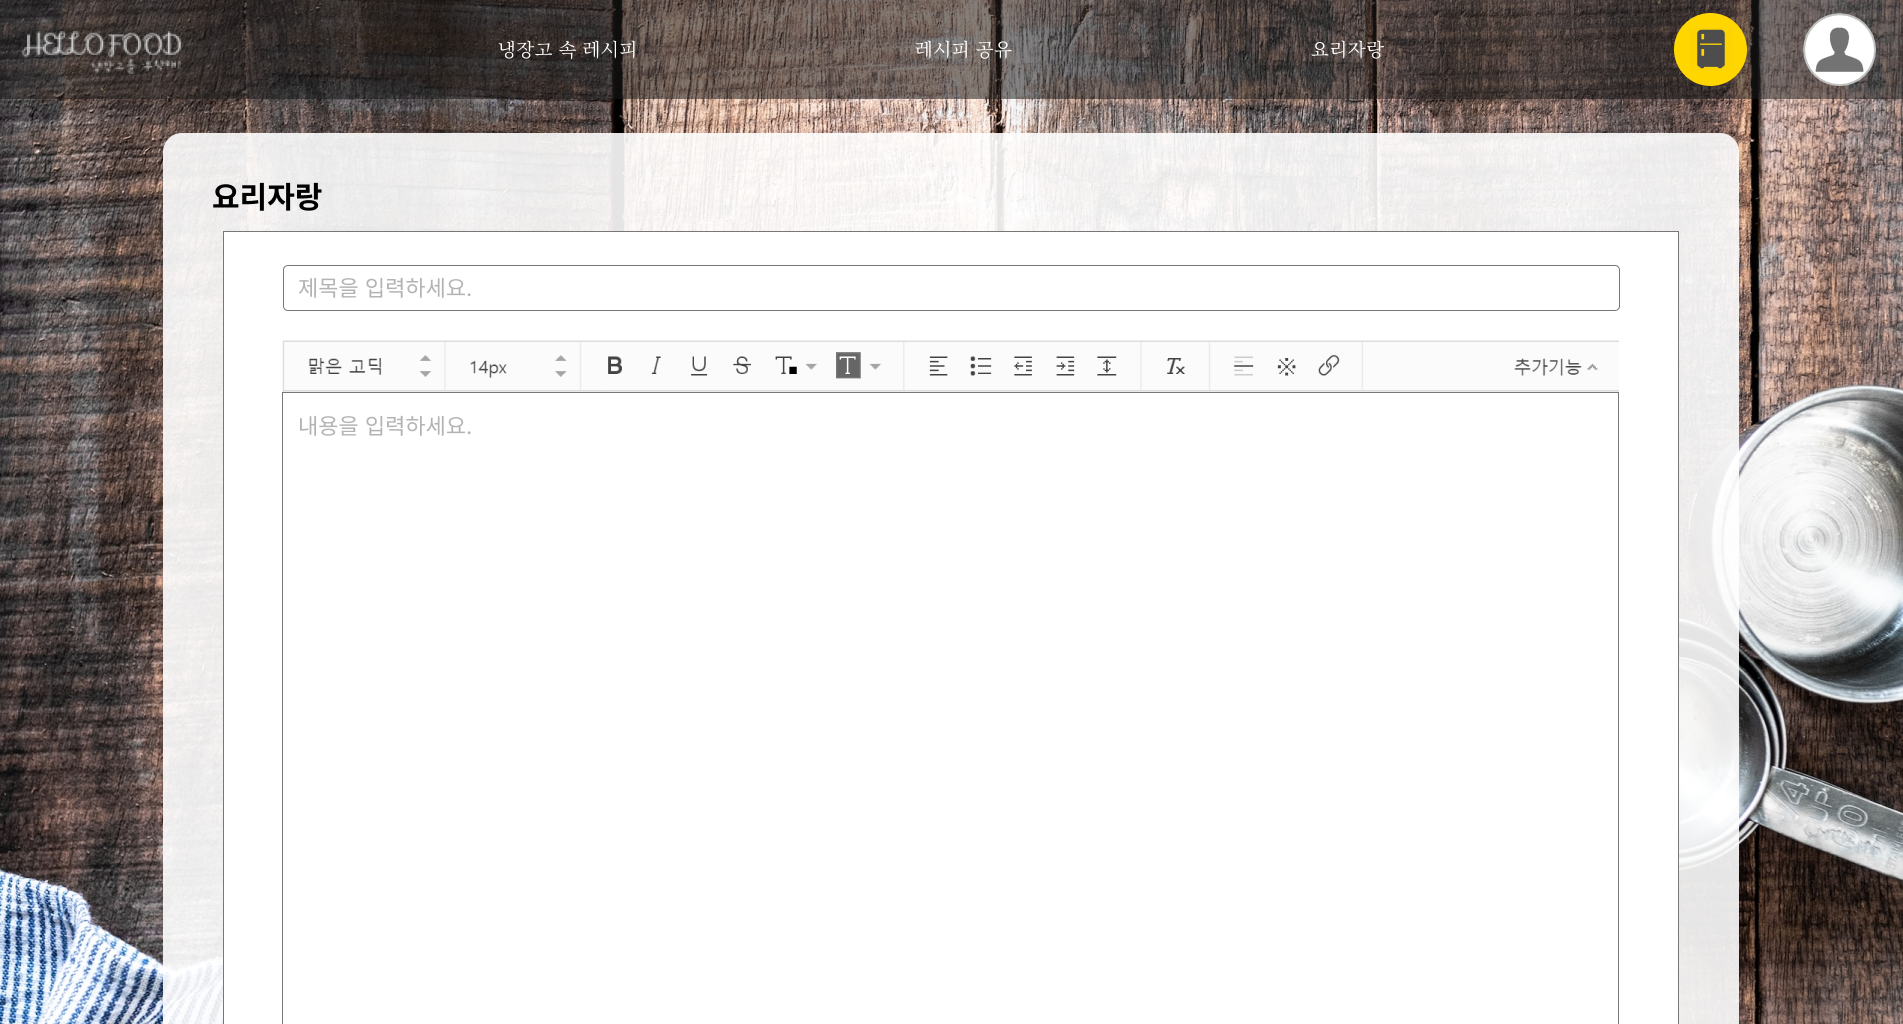 HELLO FOOD
냉장고를 부탁해!
냉장고 속 레시피
레시피 공유
요리자랑
요리자랑
제목을 입력하세요.
맑은 고딕
14px
추가기능
내용을 입력하세요.